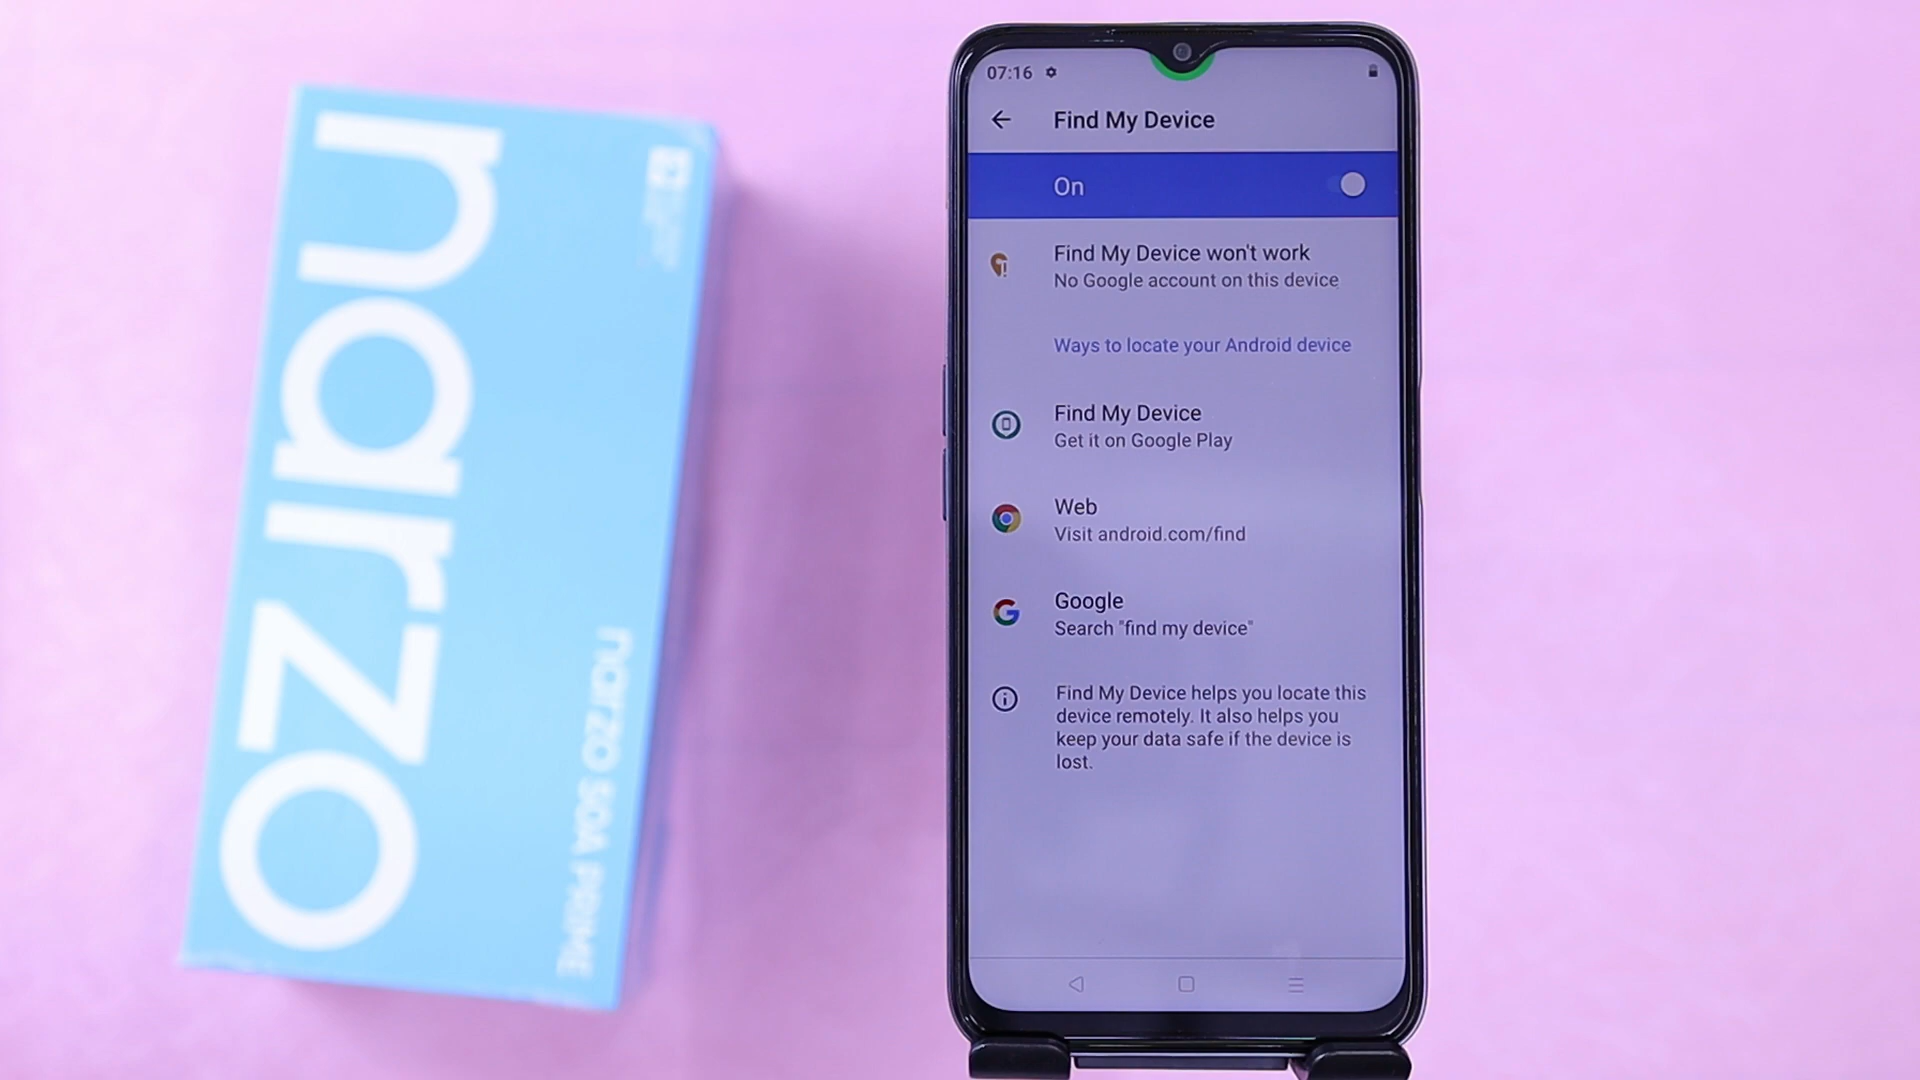 narzo
narzo 50A PRIME
07:16
Find My Device
On
Find My Device won't work
No Google account on this device
Ways to locate your Android device
Find My Device
Get it on Google Play
Web
Visit android.com/find
Google
Search "find my device"
Find My Device helps you locate this
device remotely. It also helps you
keep your data safe if the device is
lost.